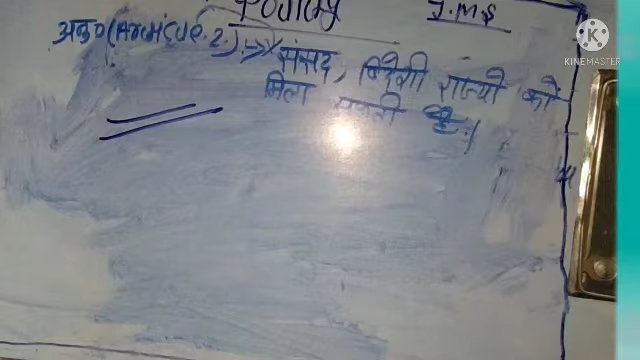 Polity
J.M.S
KINEMASTER
अनु०(Article.2) :-> संसद, विदेशी राज्यो को
मिला सकती है।